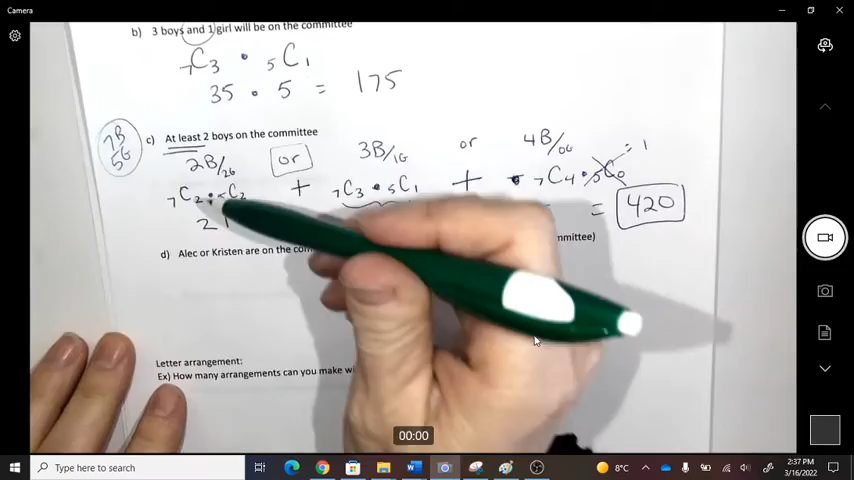 Camera
b) 3 boys and 1 girl will be on the committee
7C3 • 5C1
35 • 5 = 175
7B
5G
c) At least 2 boys on the committee
2B/2G or 3B/1G or 4B/0G = 1
7C2 • 5C2 + 7C3 • 5C1 + 7C4 • 5C0 = 420
21
d) Alec or Kristen are on the com mittee)
Letter arrangement:
Ex) How many arrangements can you make wi
00:00
Type here to search
8°C
2:37 PM
3/16/2022